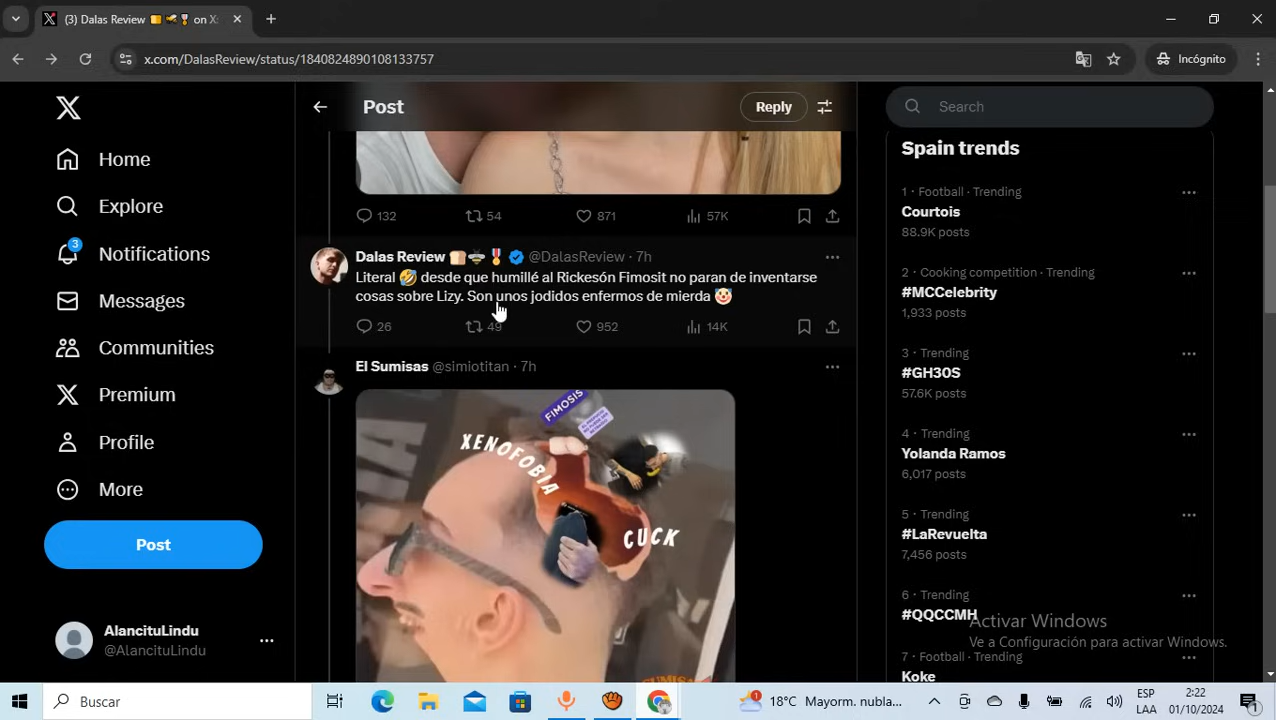 (3) Dalas Review on X
x.com/DalasReview/status/1840824890108133757
Incógnito
Home
Explore
3
Notifications
Messages
Communities
Premium
Profile
More
Post
AlancituLindu
@AlancituLindu
Post
Reply
132
54
871
57K
Dalas Review @DalasReview · 7h
Literal 🤣 desde que humillé al Rickesón Fimosit no paran de inventarse
cosas sobre Lizy. Son unos jodidos enfermos de mierda 🤡
26
49
952
14K
El Sumisas @simiotitan · 7h
FIMOSIS
XENOFOBIA
CUCK
Search
Spain trends
1 · Football · Trending
Courtois
88.9K posts
2 · Cooking competition · Trending
#MCCelebrity
1,933 posts
3 · Trending
#GH30S
57.6K posts
4 · Trending
Yolanda Ramos
6,017 posts
5 · Trending
#LaRevuelta
7,456 posts
6 · Trending
#QQCCMH
7 · Football · Trending
Koke
Activar Windows
Ve a Configuración para activar Windows.
Buscar
1
18°C Mayorm. nubla...
ESP
LAA
2:22
01/10/2024
1